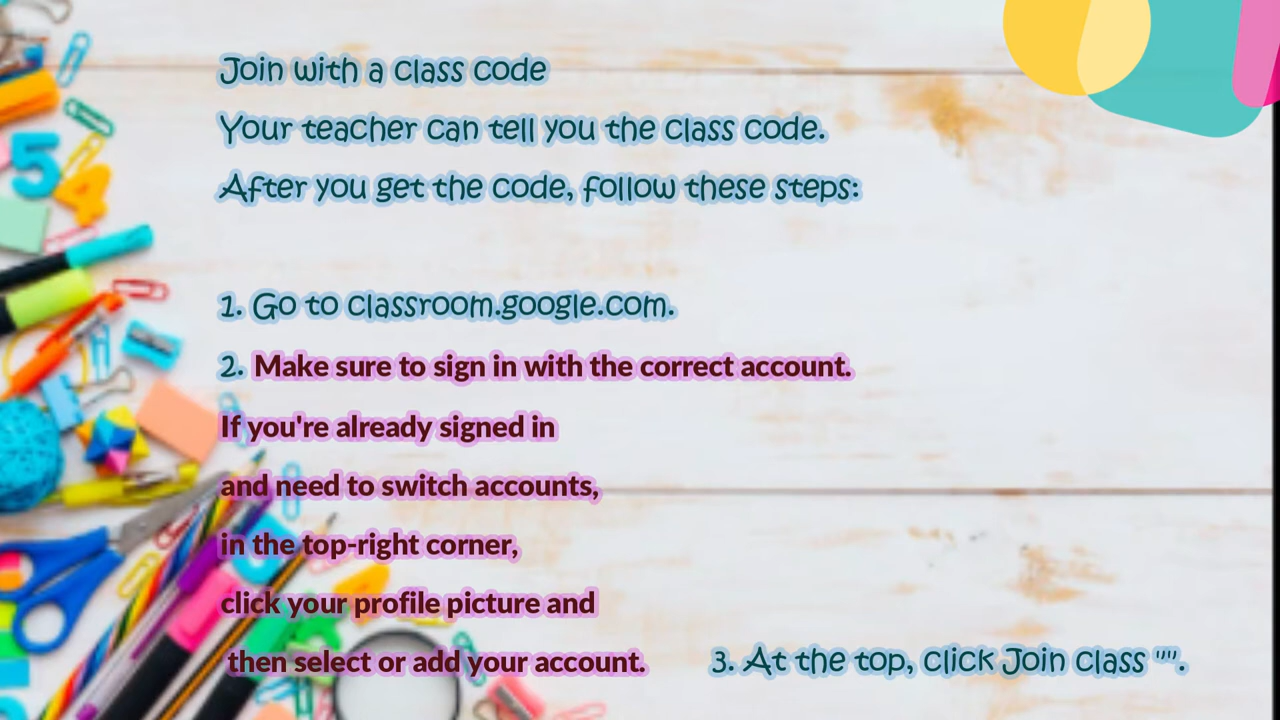 Join with a class code
Your teacher can tell you the class code.
After you get the code, follow these steps:
1. Go to classroom.google.com.
2. Make sure to sign in with the correct account.
If you're already signed in
and need to switch accounts,
in the top-right corner,
click your profile picture and
then select or add your account.
3. At the top, click Join class "".